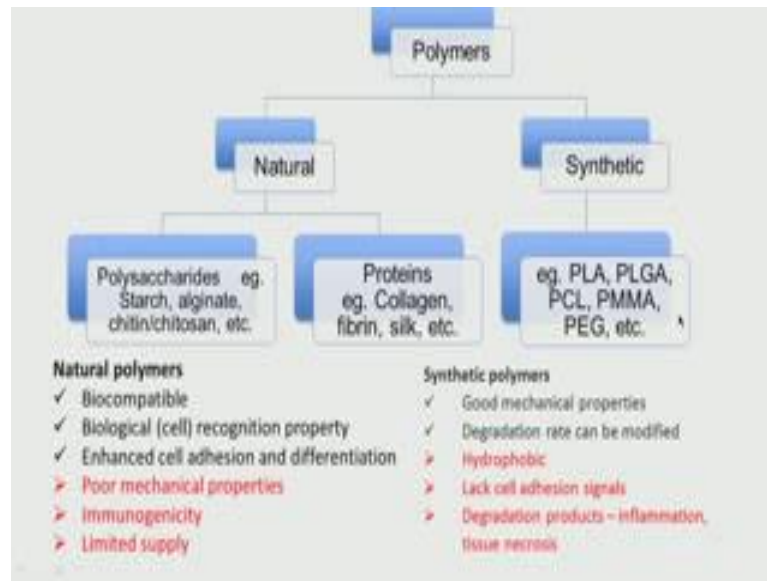 Polymers
Natural
Synthetic
Polysaccharides eg.
Starch, alginate,
chitin/chitosan, etc.
Proteins
eg. Collagen,
fibrin, silk, etc.
eg. PLA, PLGA,
PCL, PMMA,
PEG, etc.
Natural polymers
✓ Biocompatible
✓ Biological (cell) recognition property
✓ Enhanced cell adhesion and differentiation
➢ Poor mechanical properties
➢ Immunogenicity
➢ Limited supply
Synthetic polymers
✓ Good mechanical properties
✓ Degradation rate can be modified
➢ Hydrophobic
➢ Lack cell adhesion signals
➢ Degradation products – inflammation,
tissue necrosis